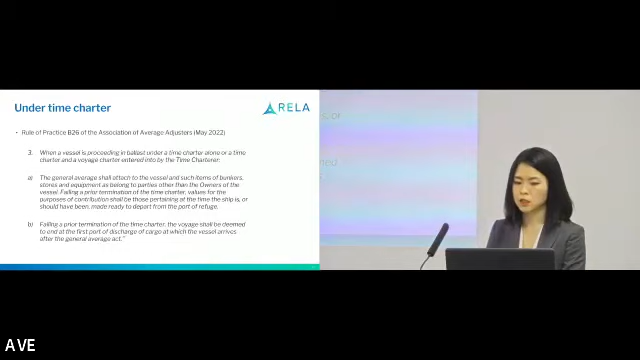 Under time charter
RELA
• Rule of Practice B26 of the Association of Average Adjusters (May 2022)
3. When a vessel is proceeding in ballast under a time charter alone or a time
charter and a voyage charter entered into by the Time Charterer:
a) The general average shall attach to the vessel and such items of bunkers,
stores and equipment as belong to parties other than the Owners of the
vessel. Failing a prior termination of the time charter, values for the
purposes of contribution shall be those pertaining at the time the ship is, or
should have been, made ready to depart from the port of refuge.
b) Failing a prior termination of the time charter, the voyage shall be deemed
to end at the first port of discharge of cargo at which the vessel arrives
after the general average act."
s, or
AVE